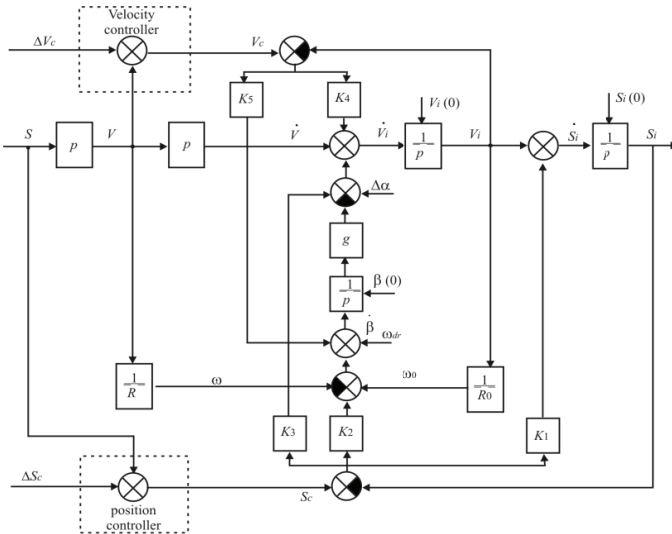 Velocity
controller
ΔVc
Vc
K5
K4
Vi (0)
Si (0)
S
p
V
p
V̇
V̇i
1/p
Vi
Ṡi
1/p
Si
Δα
g
1/p
β (0)
β̇
ωdr
1/R
ω
ω0
1/R0
K3
K2
K1
ΔSc
Sc
position
controller